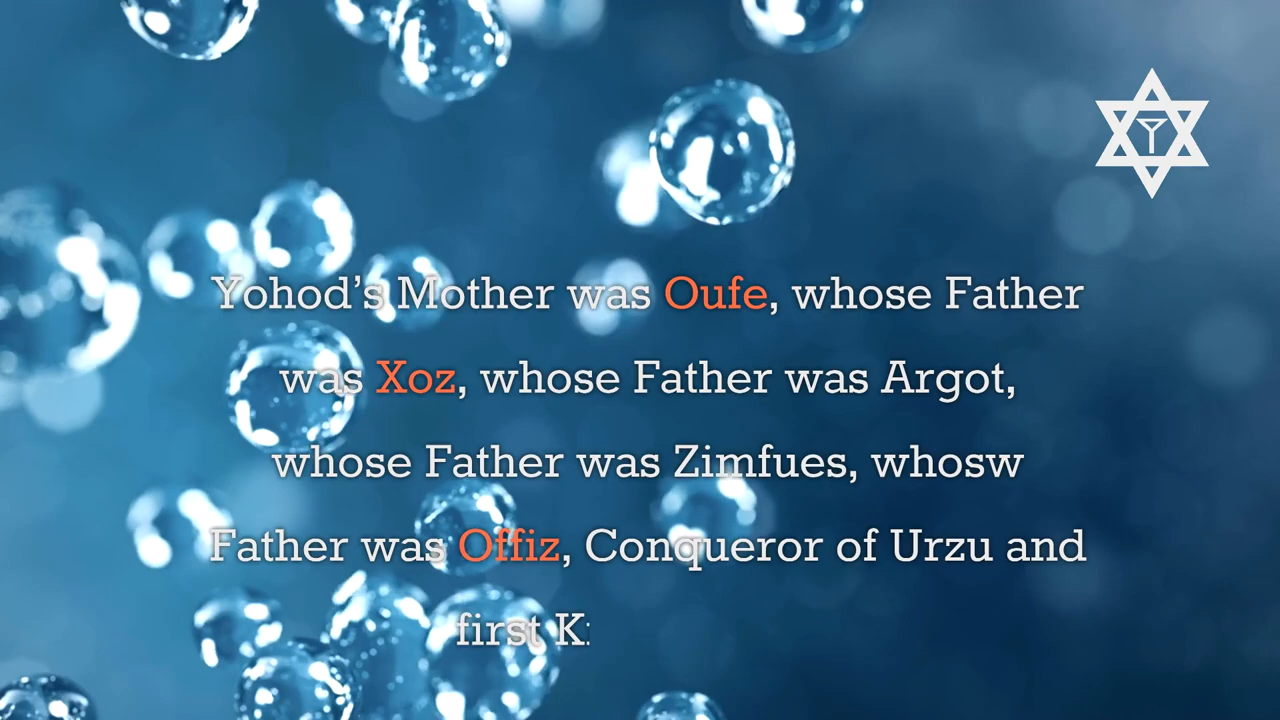 Yohod’s Mother was Oufe, whose Father
was Xoz, whose Father was Argot,
whose Father was Zimfues, whosw
Father was Offiz, Conqueror of Urzu and
first K